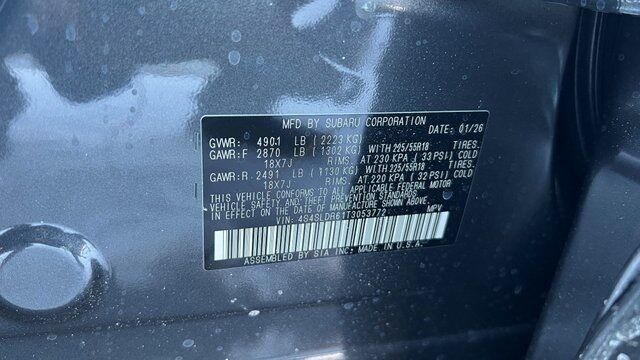 MFD BY SUBARU CORPORATION
DATE: 01/26
GVWR: 4901 LB (2223 KG)
GAWR:F 2870 LB (1302 KG) WITH 225/55R18 TIRES.
18X7J RIMS. AT 230 KPA (33 PSI) COLD
GAWR:R 2491 LB (1130 KG) WITH 225/55R18 TIRES.
18X7J RIMS. AT 220 KPA (32 PSI) COLD
THIS VEHICLE CONFORMS TO ALL APPLICABLE FEDERAL MOTOR
VEHICLE SAFETY AND THEFT PREVENTION STANDARDS
IN EFFECT ON THE DATE OF MANUFACTURE SHOWN ABOVE.
VIN: 4S4SLDR61T3053772 MPV
ASSEMBLED BY SIA INC. MADE IN U.S.A.